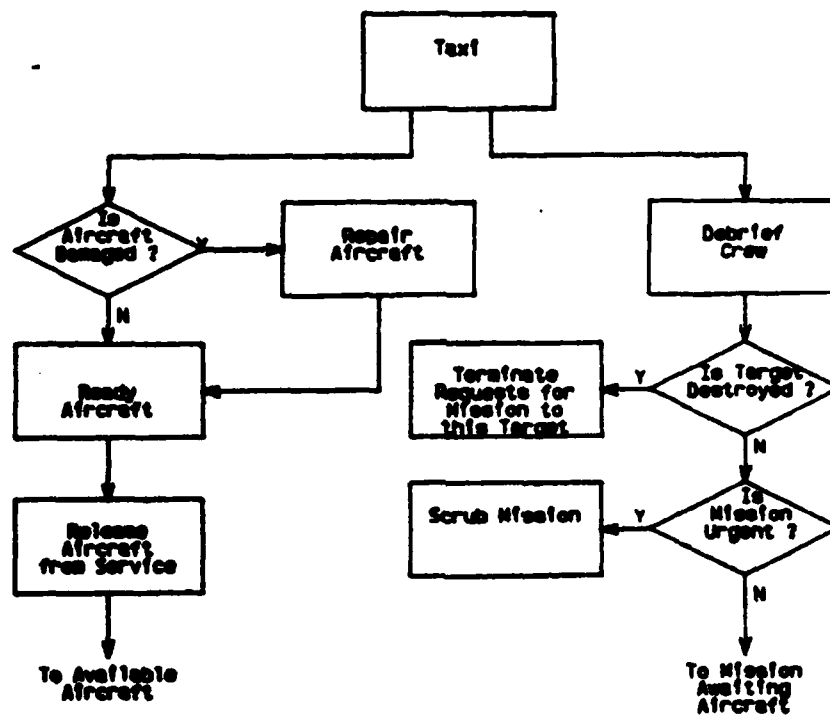 Taxi
Is
Aircraft
Damaged ?
Y
Repair
Aircraft
Debrief
Crew
N
Ready
Aircraft
Terminate
Requests for
Mission to
this Target
Y
Is Target
Destroyed ?
N
Release
Aircraft
from Service
Scrub Mission
Y
Is
Mission
Urgent ?
N
To Available
Aircraft
To Mission
Awaiting
Aircraft